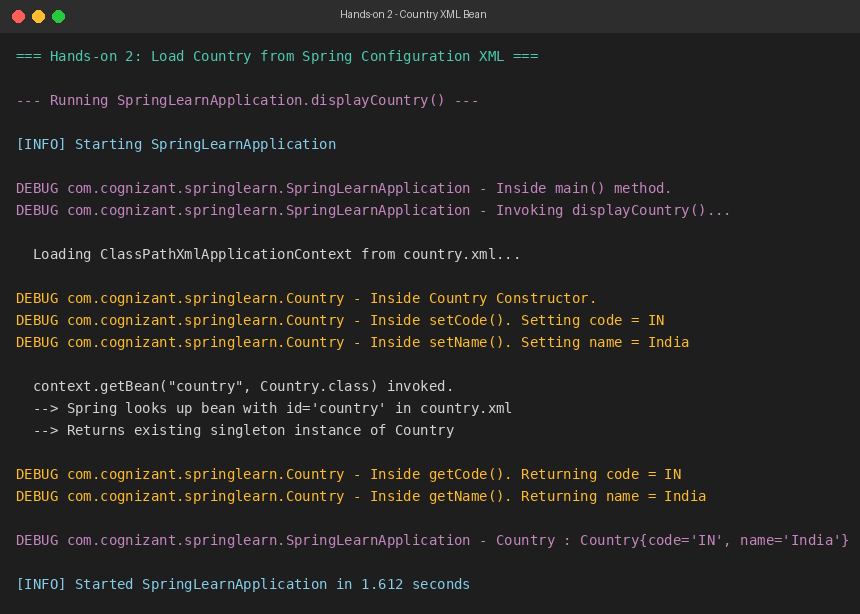 Hands-on 2 - Country XML Bean
=== Hands-on 2: Load Country from Spring Configuration XML ===
--- Running SpringLearnApplication.displayCountry() ---
[INFO] Starting SpringLearnApplication
DEBUG com.cognizant.springlearn.SpringLearnApplication - Inside main() method.
DEBUG com.cognizant.springlearn.SpringLearnApplication - Invoking displayCountry()...
Loading ClassPathXmlApplicationContext from country.xml...
DEBUG com.cognizant.springlearn.Country - Inside Country Constructor.
DEBUG com.cognizant.springlearn.Country - Inside setCode(). Setting code = IN
DEBUG com.cognizant.springlearn.Country - Inside setName(). Setting name = India
context.getBean("country", Country.class) invoked.
--> Spring looks up bean with id='country' in country.xml
--> Returns existing singleton instance of Country
DEBUG com.cognizant.springlearn.Country - Inside getCode(). Returning code = IN
DEBUG com.cognizant.springlearn.Country - Inside getName(). Returning name = India
DEBUG com.cognizant.springlearn.SpringLearnApplication - Country : Country{code='IN', name='India'}
[INFO] Started SpringLearnApplication in 1.612 seconds